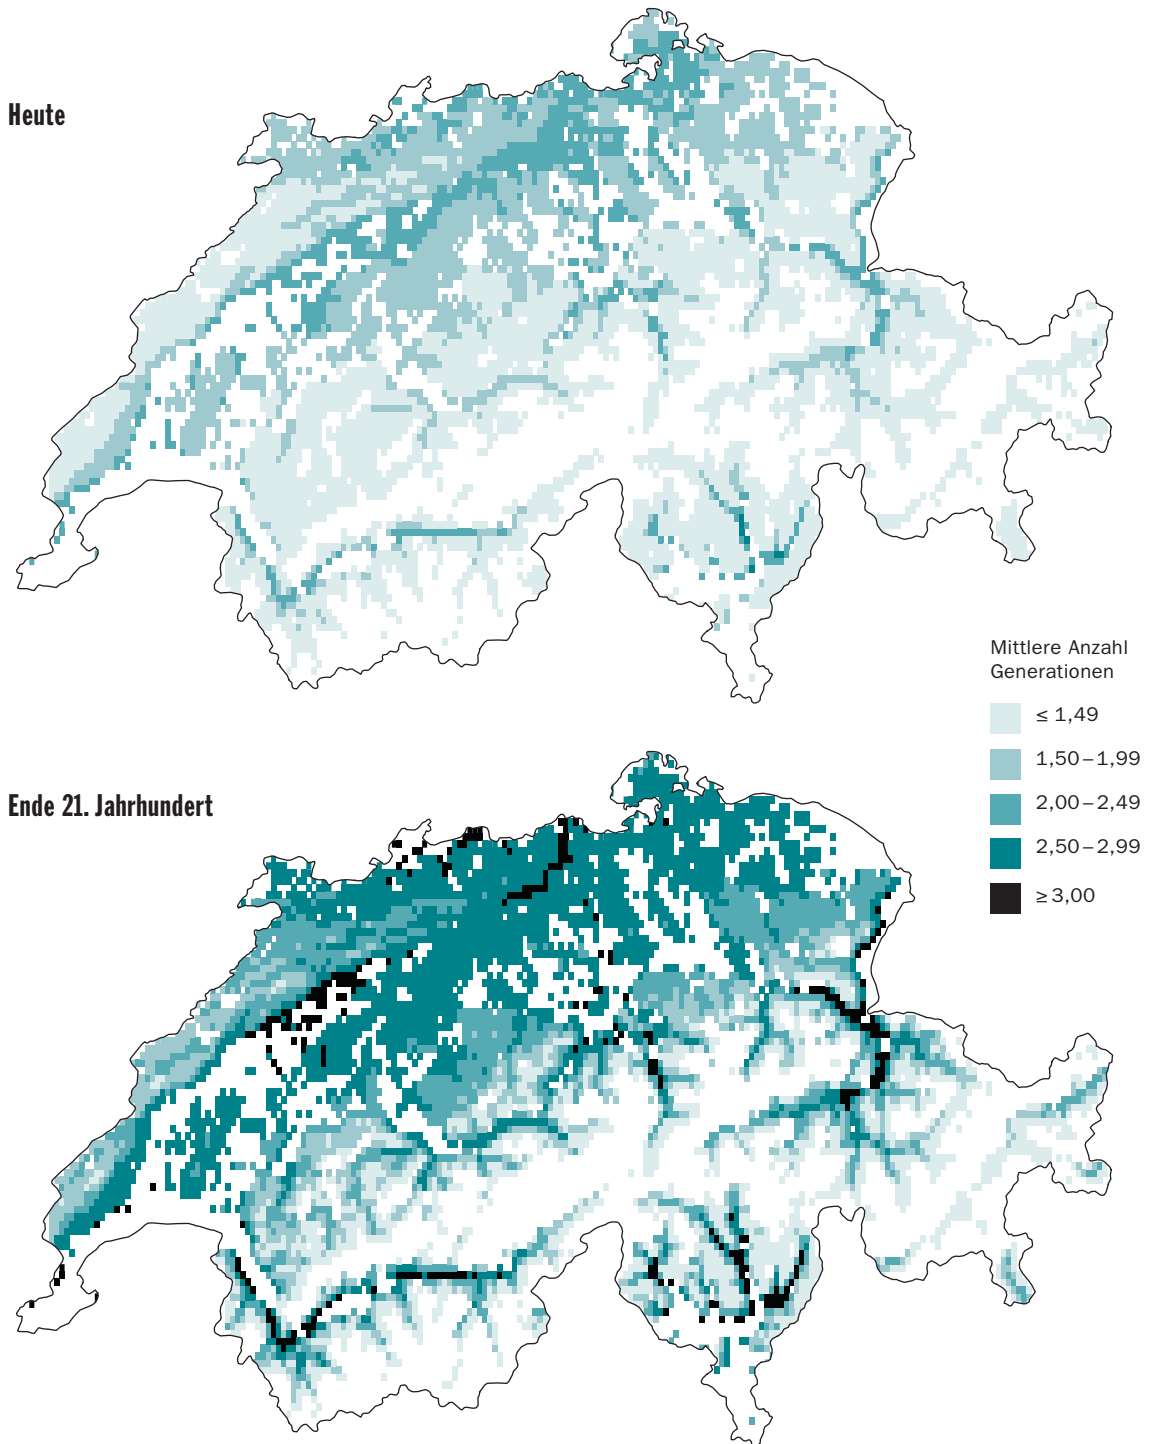 Heute
Mittlere Anzahl
Generationen
≤ 1,49
1,50–1,99
2,00–2,49
2,50–2,99
≥ 3,00
Ende 21. Jahrhundert